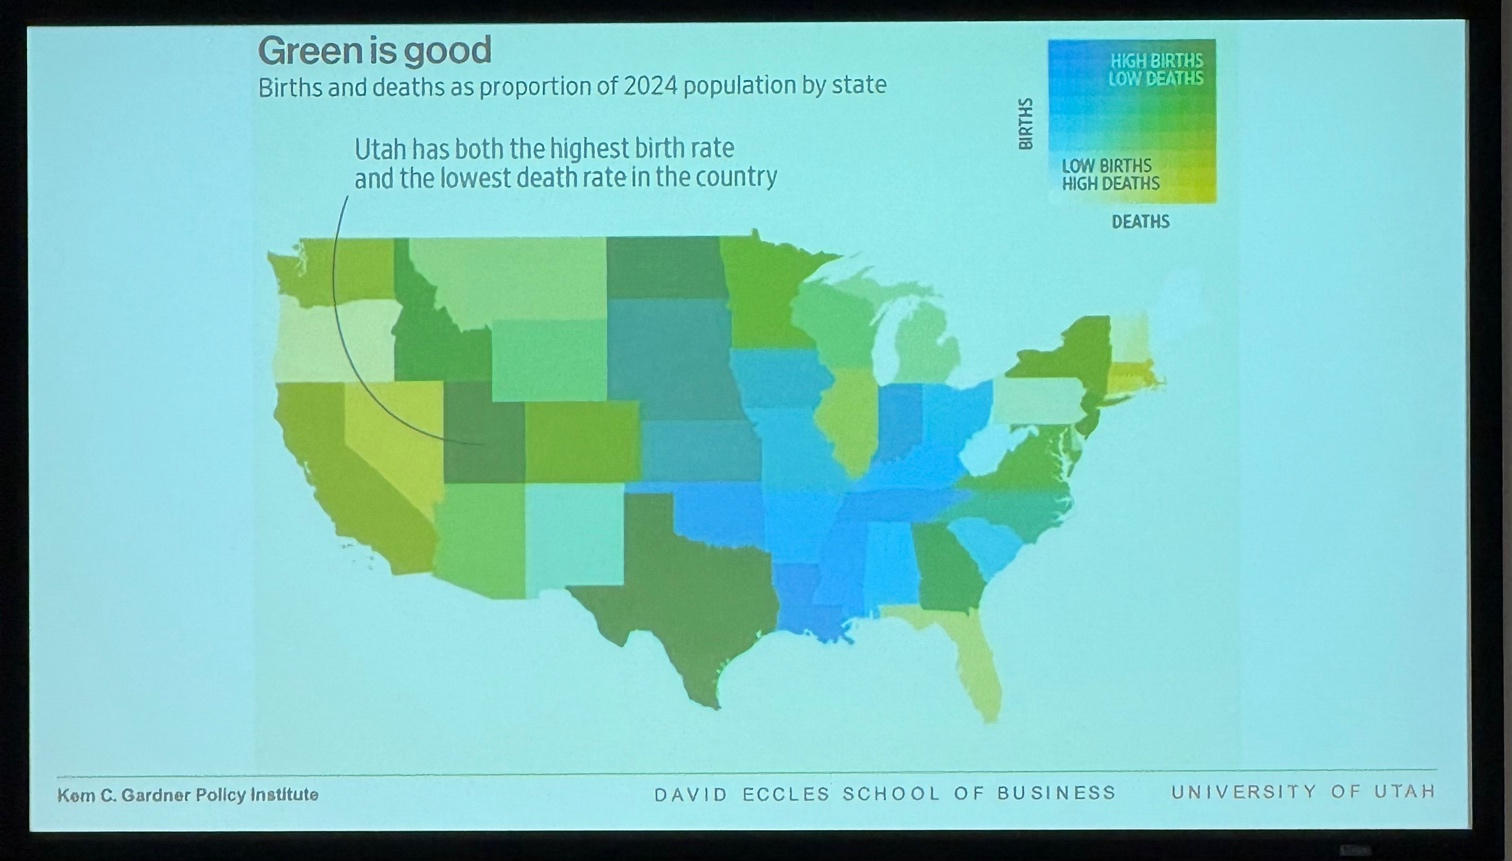 Green is good
Births and deaths as proportion of 2024 population by state
Utah has both the highest birth rate
and the lowest death rate in the country
HIGH BIRTHS
LOW DEATHS
BIRTHS
LOW BIRTHS
HIGH DEATHS
DEATHS
Kem C. Gardner Policy Institute
DAVID ECCLES SCHOOL OF BUSINESS
UNIVERSITY OF UTAH